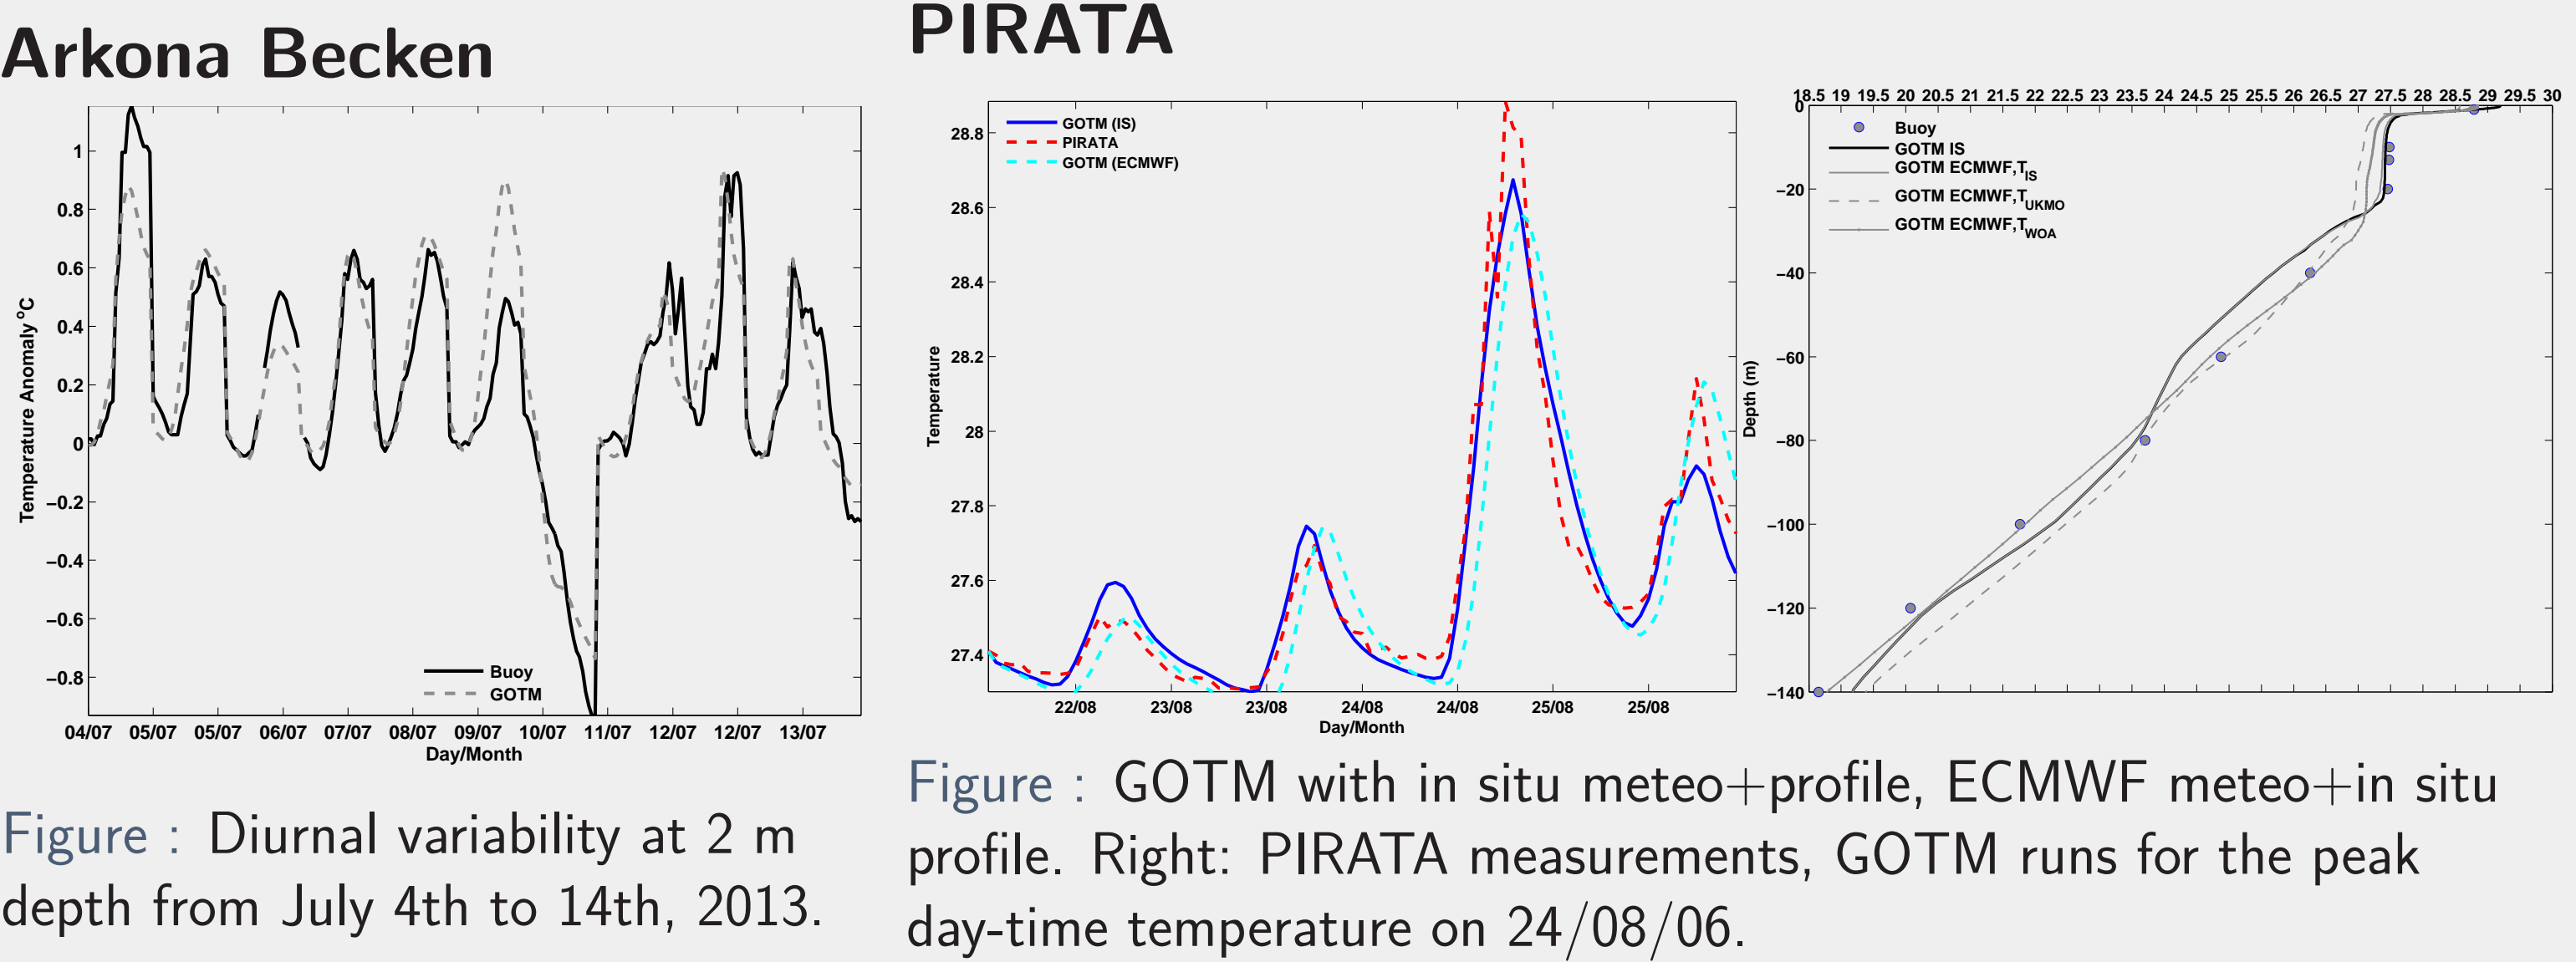 Arkona Becken
1
0.8
0.6
0.4
0.2
0
−0.2
−0.4
−0.6
−0.8
Temperature Anomaly °C
Buoy
GOTM
04/07 05/07 05/07 06/07 07/07 08/07 09/07 10/07 11/07 12/07 12/07 13/07
Day/Month
Figure : Diurnal variability at 2 m
depth from July 4th to 14th, 2013.
PIRATA
28.8
28.6
28.4
28.2
28
27.8
27.6
27.4
Temperature
GOTM (IS)
PIRATA
GOTM (ECMWF)
22/08 23/08 23/08 24/08 24/08 25/08 25/08
Day/Month
18.5 19 19.5 20 20.5 21 21.5 22 22.5 23 23.5 24 24.5 25 25.5 26 26.5 27 27.5 28 28.5 29 29.5 30
0
−20
−40
−60
−80
−100
−120
−140
Depth (m)
Buoy
GOTM IS
GOTM ECMWF,T_IS
GOTM ECMWF,T_UKMO
GOTM ECMWF,T_WOA
Figure : GOTM with in situ meteo+profile, ECMWF meteo+in situ
profile. Right: PIRATA measurements, GOTM runs for the peak
day-time temperature on 24/08/06.